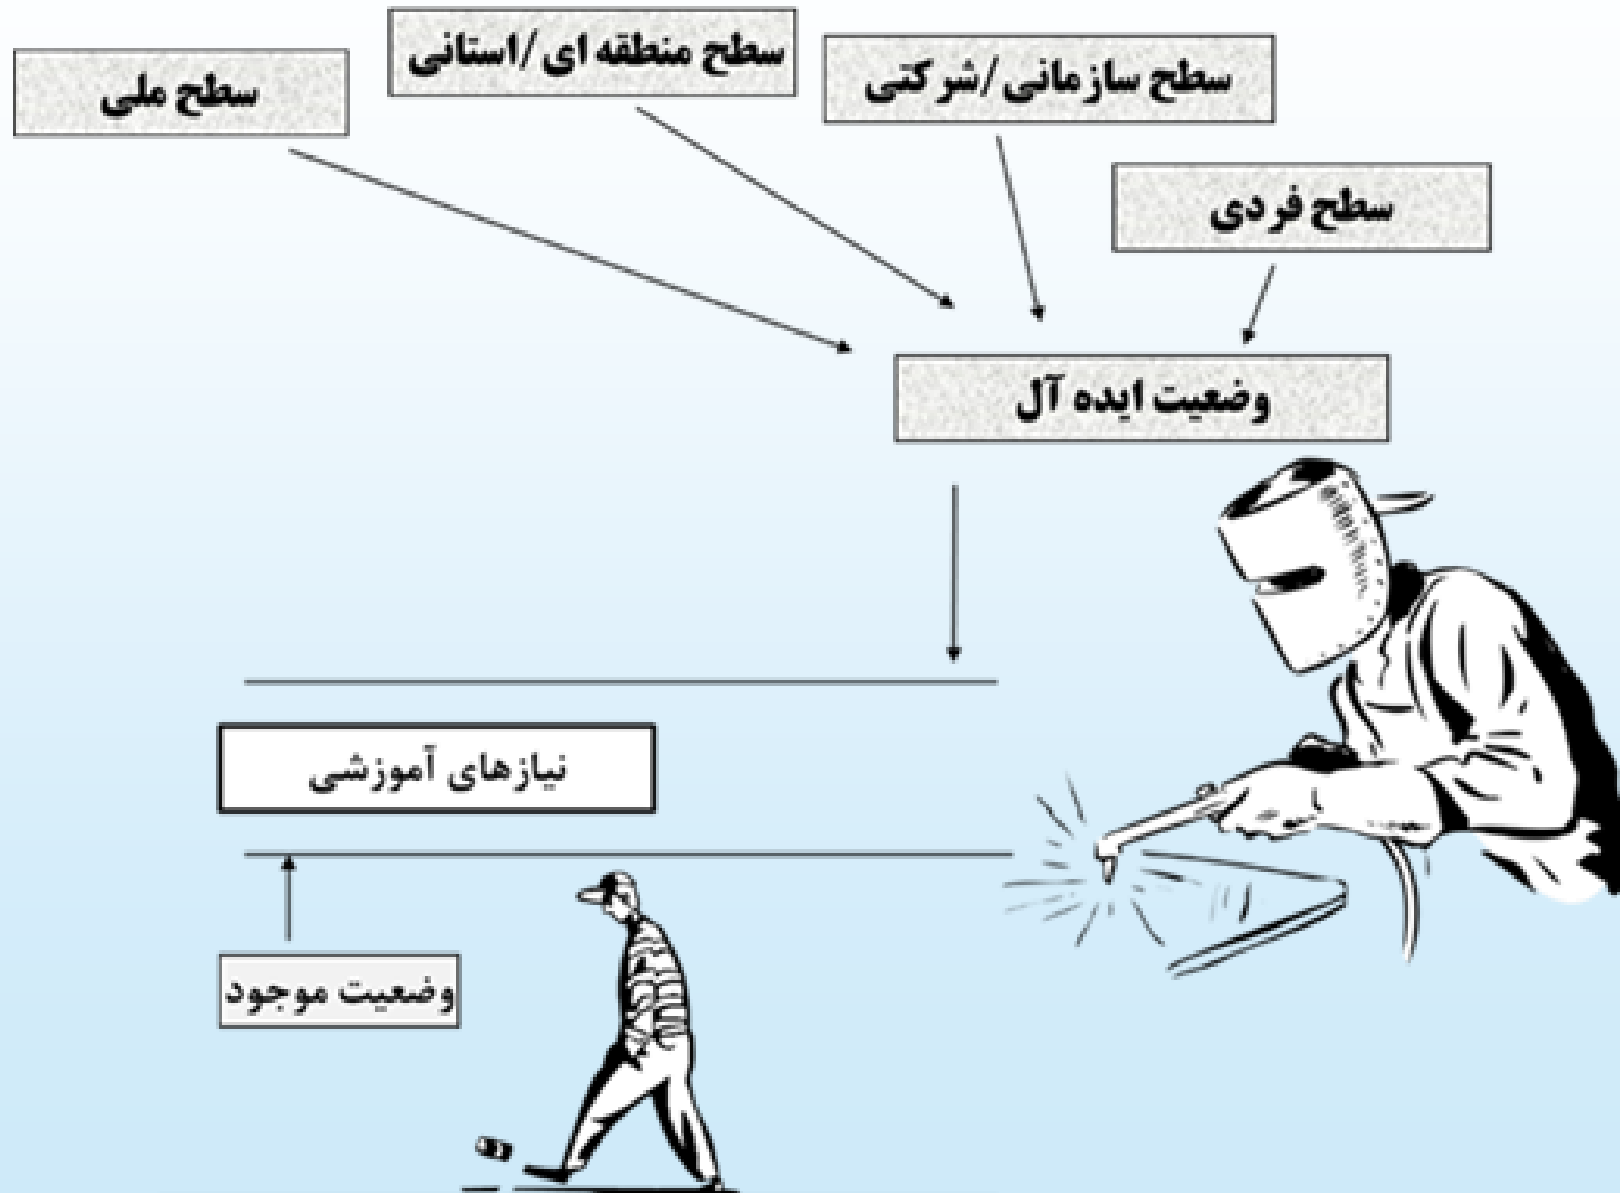 سطح منطقه ای/استانی
سطح سازمانی/شرکتی
سطح ملی
سطح فردی
وضعیت ایده آل
نیازهای آموزشی
وضعیت موجود